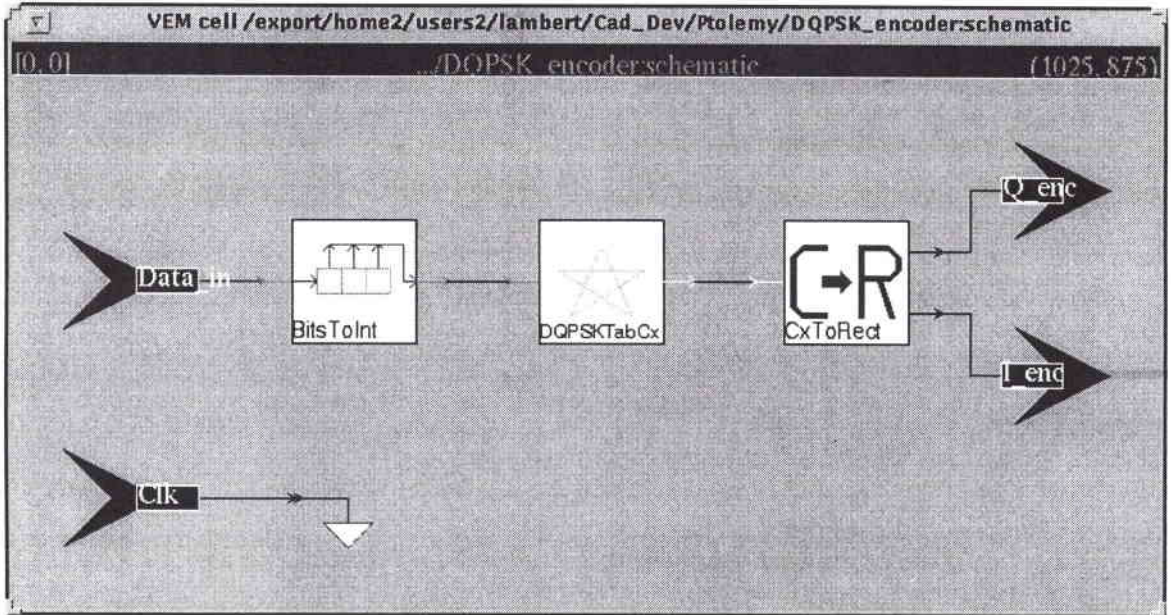 VEM cell /export/home2/users2/lambert/Cad_Dev/Ptolemy/DQPSK_encoder:schematic
[0, 0] .../DQPSK_encoder:schematic (1025, 875)
Q_enc
Data_in
BitsToInt
DQPSKTabCx
C R
CxToRect
I_enc
Clk